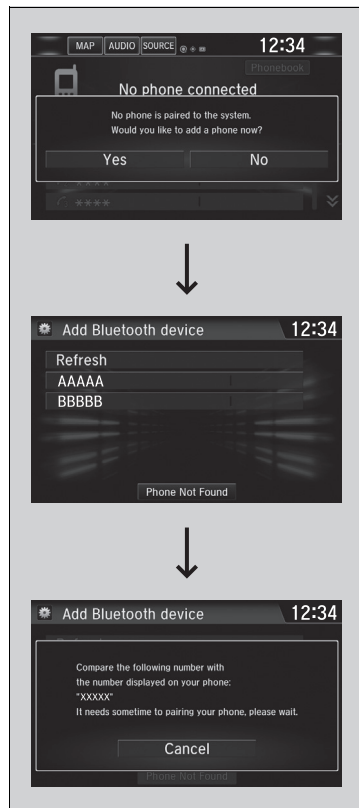 MAP AUDIO SOURCE 12:34
Phonebook
No phone connected
No phone is paired to the system.
Would you like to add a phone now?
Yes No
****
****
Add Bluetooth device 12:34
Refresh
AAAAA
BBBBB
Phone Not Found
Add Bluetooth device 12:34
Compare the following number with
the number displayed on your phone:
"XXXXX"
It needs sometime to pairing your phone, please wait.
Cancel
Phone Not Found